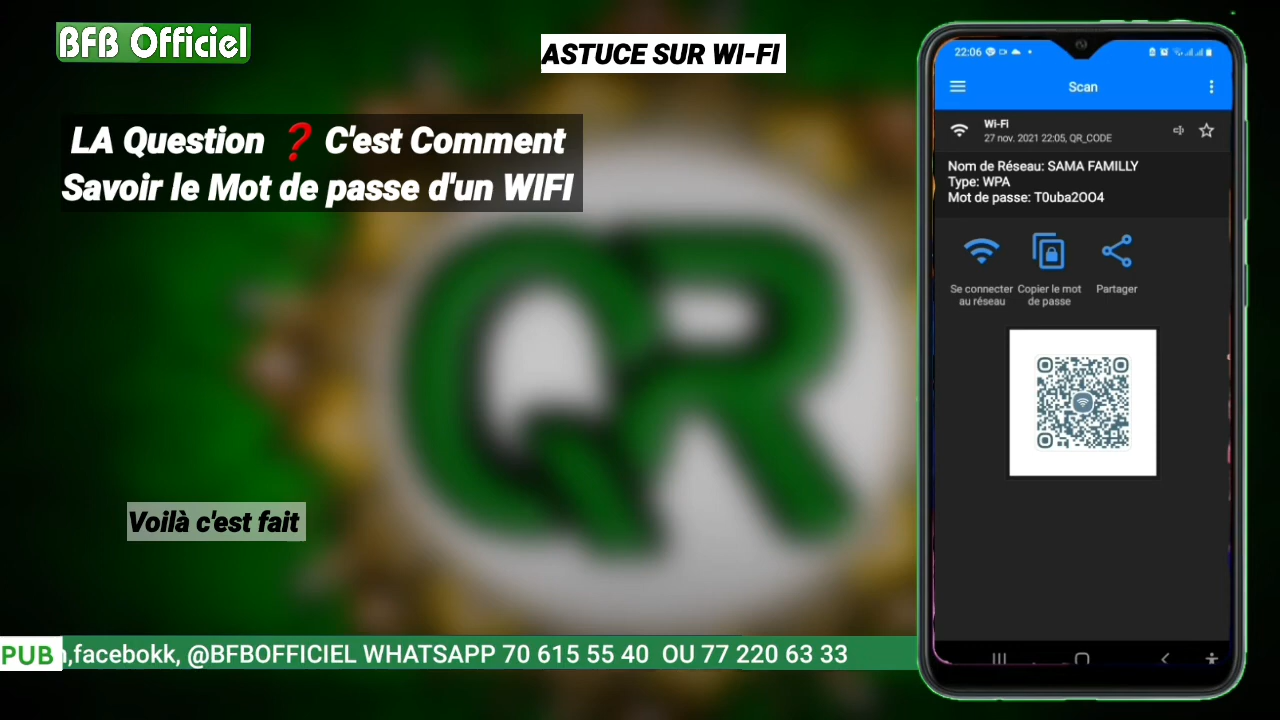 BFB Officiel
ASTUCE SUR WI-FI
LA Question ❓ C'est Comment
Savoir le Mot de passe d'un WIFI
Voilà c'est fait
PUB
,facebokk, @BFBOFFICIEL WHATSAPP 70 615 55 40 OU 77 220 63 33
22:06
Scan
Wi-Fi
27 nov. 2021 22:05, QR_CODE
Nom de Réseau: SAMA FAMILLY
Type: WPA
Mot de passe: T0uba2OO4
Se connecter
au réseau
Copier le mot
de passe
Partager
QR